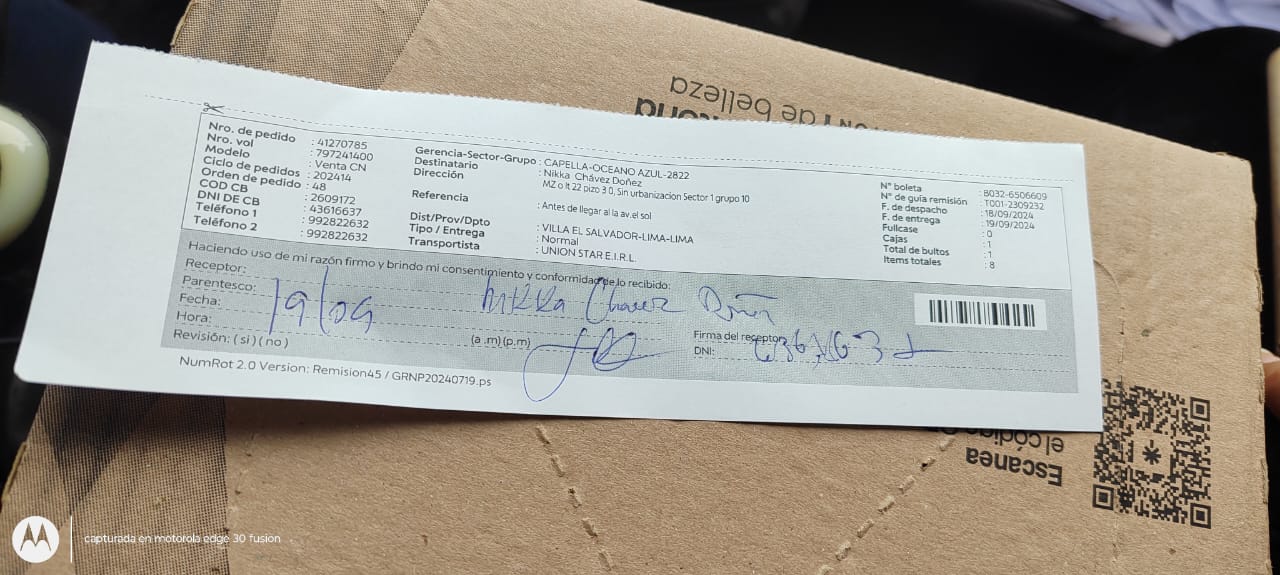 Nro. de pedido : 41270785
Nro. vol : 797241400
Modelo : Venta CN
Ciclo de pedidos : 202414
Orden de pedido : 48
COD CB : 2609172
DNI DE CB : 43616637
Teléfono 1 : 992822632
Teléfono 2 : 992822632
Gerencia-Sector-Grupo : CAPELLA-OCEANO AZUL-2822
Destinatario : Nikka Chávez Doñez
Dirección : MZ o lt 22 pizo 3 0, Sin urbanizacion Sector 1 grupo 10
Referencia : Antes de llegar al la av.el sol
Dist/Prov/Dpto : VILLA EL SALVADOR-LIMA-LIMA
Tipo / Entrega : Normal
Transportista : UNION STAR E.I.R.L.
N° boleta : B032-6506609
N° de guía remisión : T001-2309232
F. de despacho : 18/09/2024
F. de entrega : 19/09/2024
Fullcase : 0
Cajas : 1
Total de bultos : 1
Items totales : 8
Haciendo uso de mi razón firmo y brindo mi consentimiento y conformidad de lo recibido:
Receptor: Nikka Chavez
Parentesco:
Fecha: 19/09
Hora: (a .m) (p.m)
Revisión: ( si ) ( no )
Firma del receptor
DNI:
NumRot 2.0 Version: Remision45 / GRNP20240719.ps
de belleza
Escanea
el código
capturada en motorola edge 30 fusion